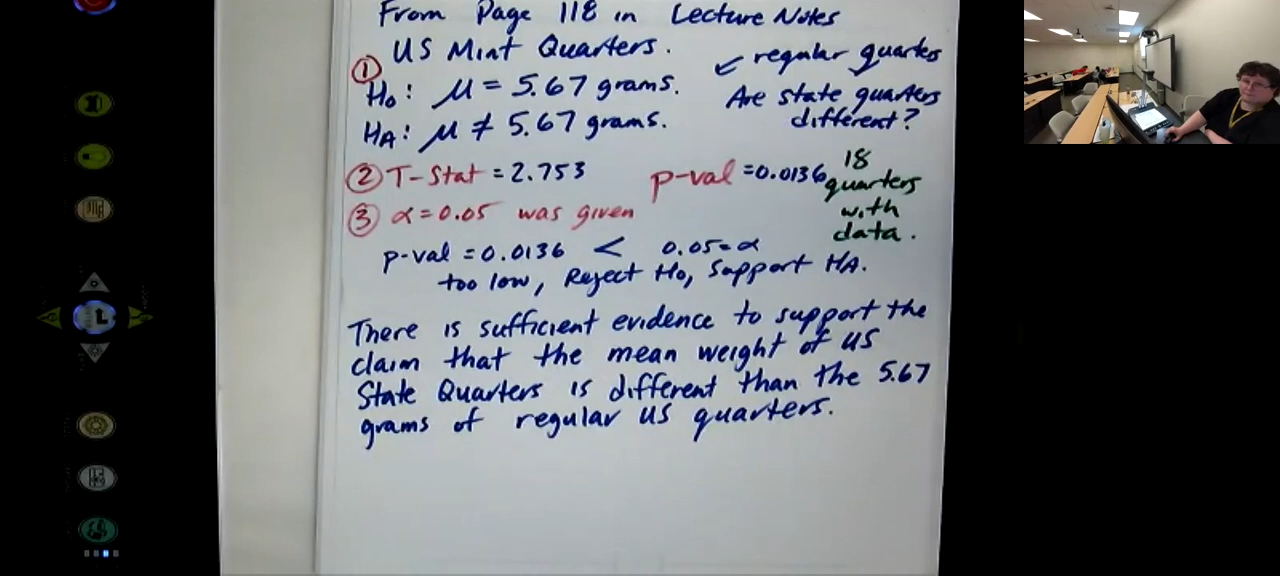 From Page 118 in Lecture Notes
US Mint Quarters.
① H₀: μ = 5.67 grams. ↙ regular quarters
Are state quarters
different?
HA: μ ≠ 5.67 grams.
② T-Stat = 2.753 p-val = 0.0136
18
quarters
with
data.
③ α = 0.05 was given
p-val = 0.0136 < 0.05 = α
too low, Reject H₀, Support HA.
There is sufficient evidence to support the
claim that the mean weight of US
State Quarters is different than the 5.67
grams of regular US quarters.